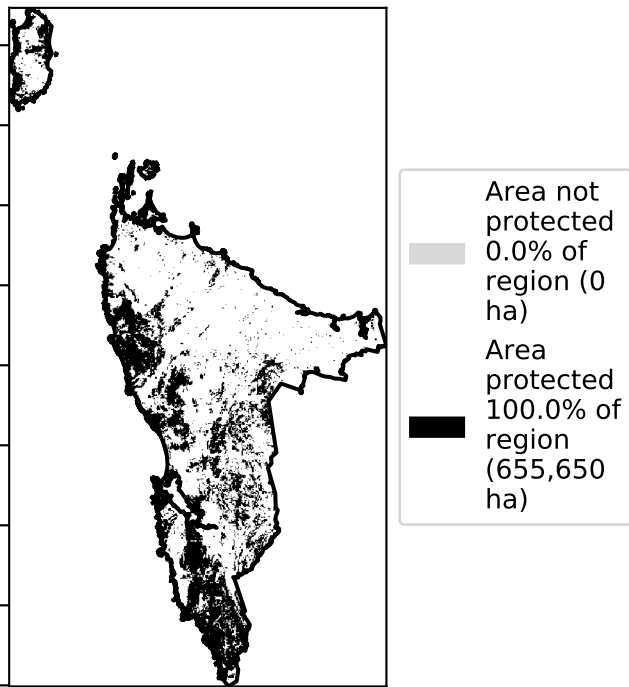 Area not
protected
0.0% of
region (0
ha)
Area
protected
100.0% of
region
(655,650
ha)